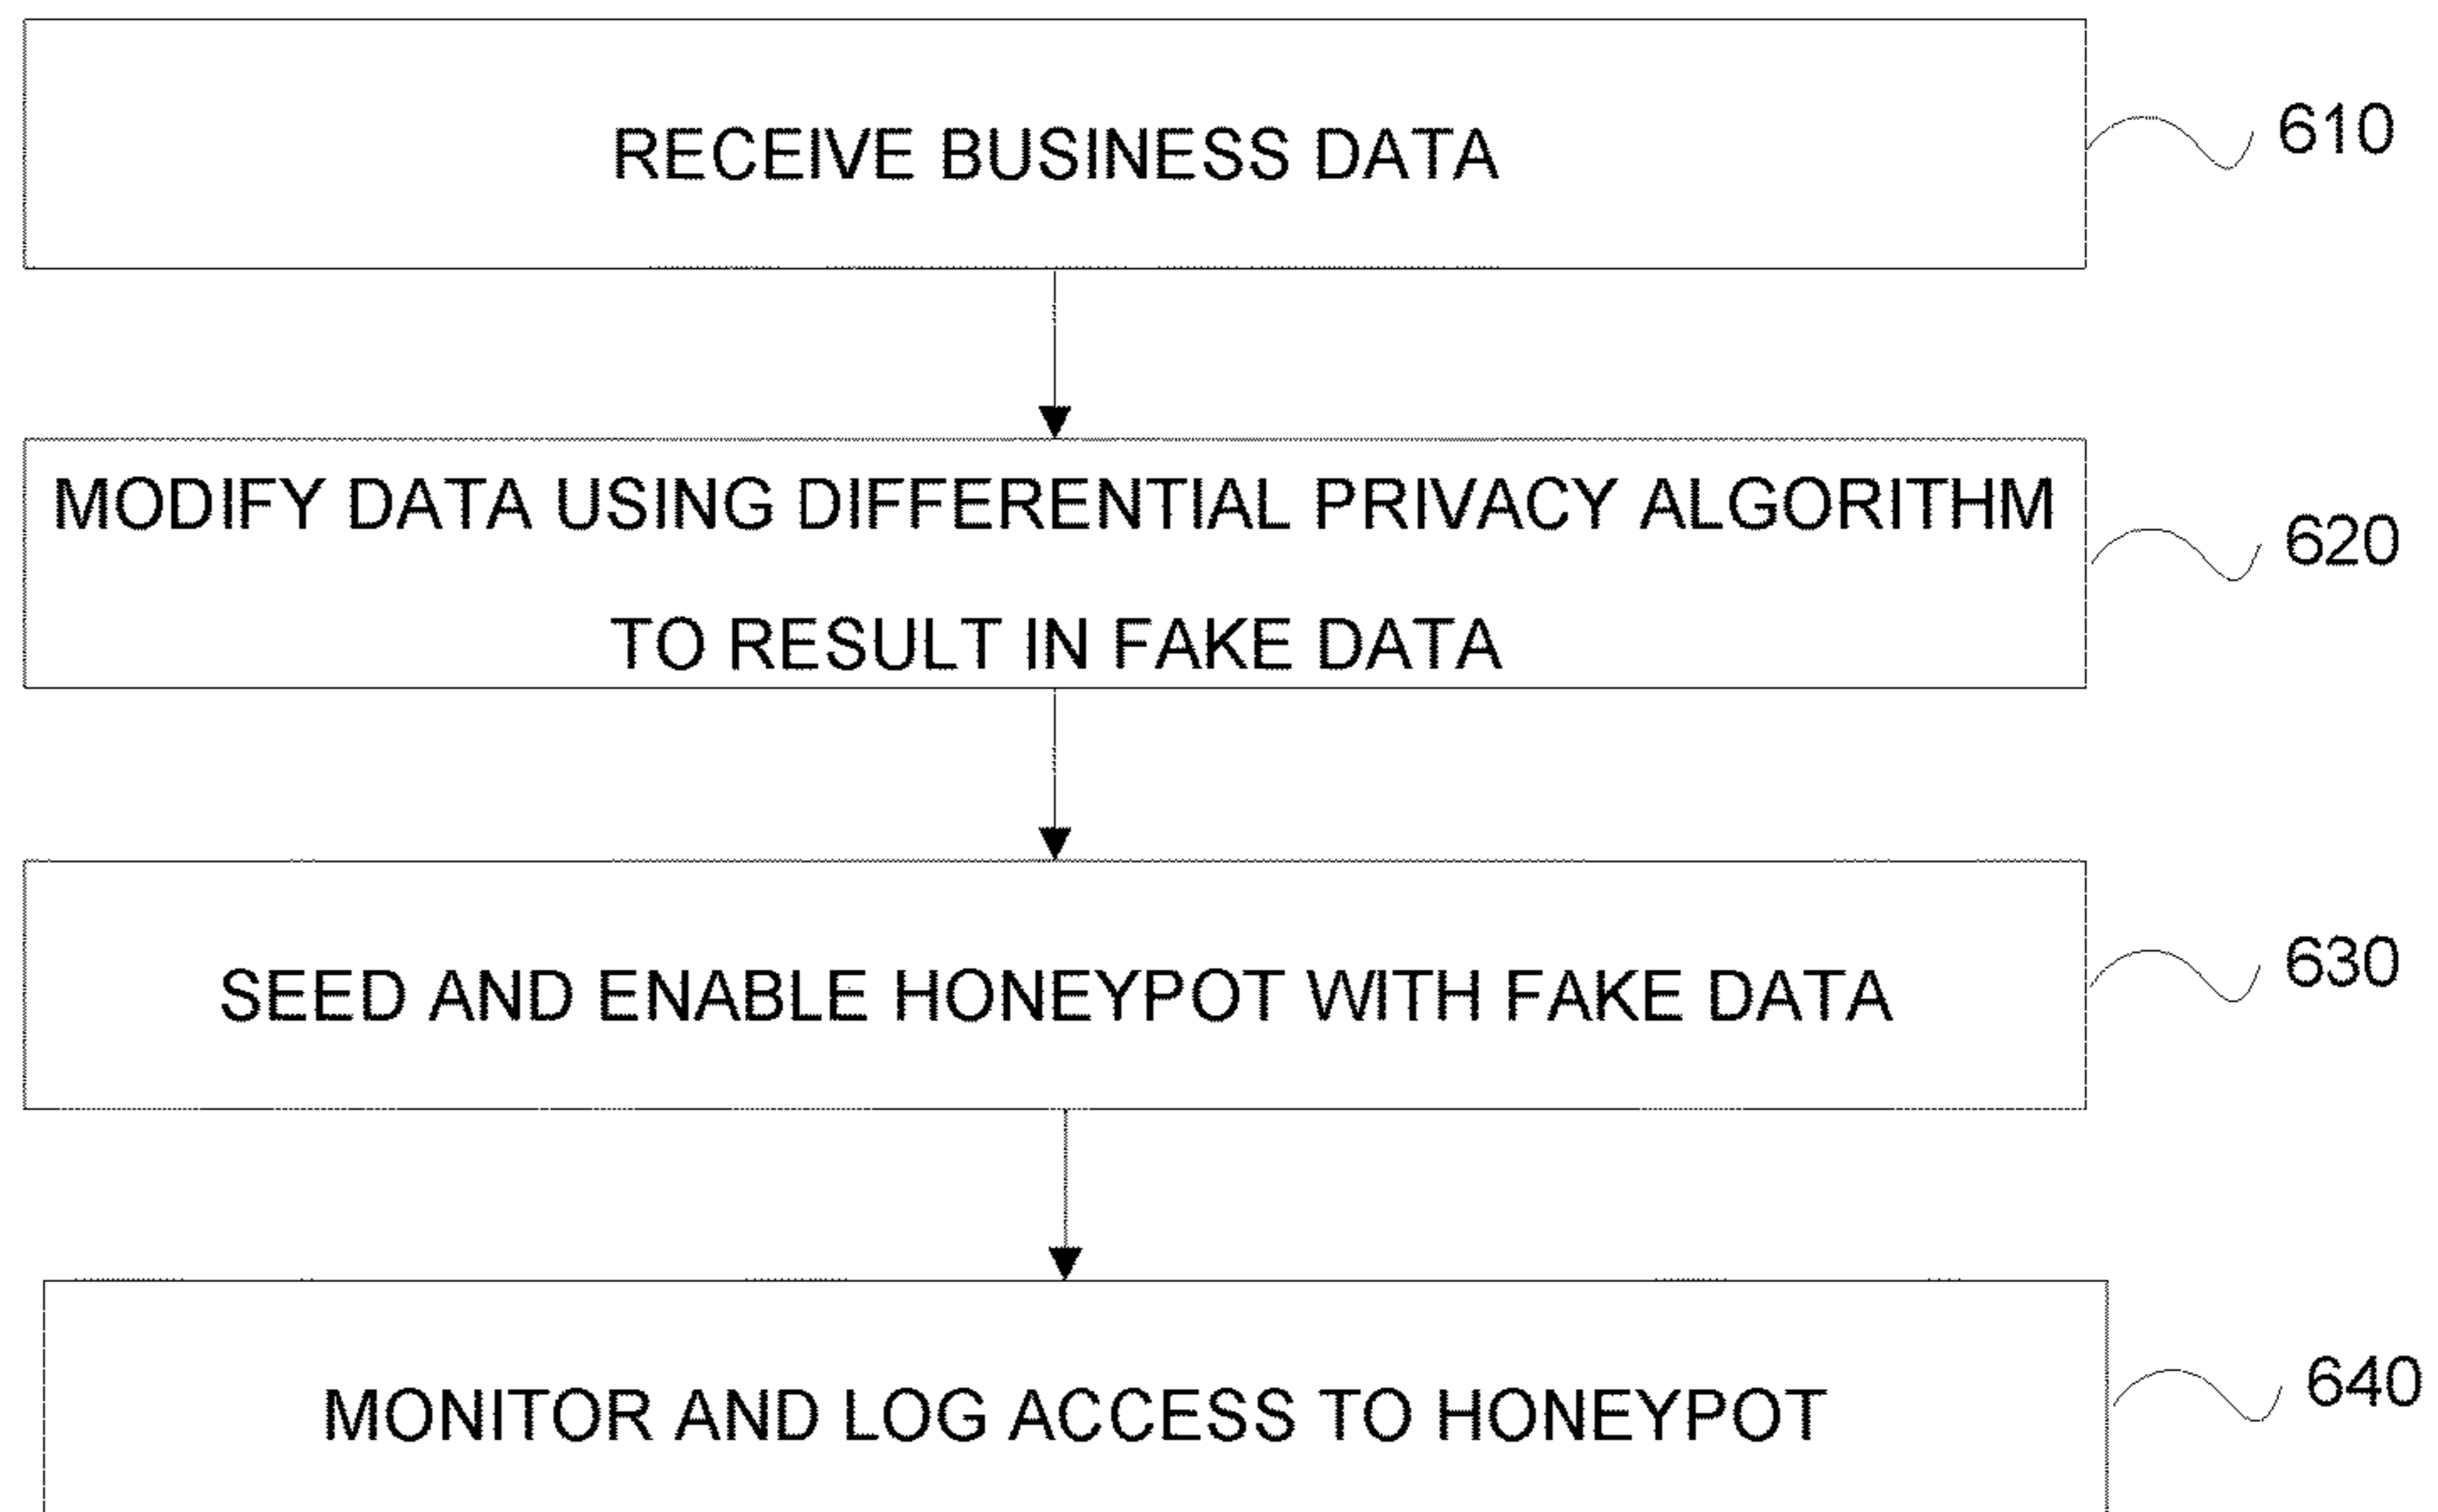 RECEIVE BUSINESS DATA
610
MODIFY DATA USING DIFFERENTIAL PRIVACY ALGORITHM
TO RESULT IN FAKE DATA
620
SEED AND ENABLE HONEYPOT WITH FAKE DATA
630
MONITOR AND LOG ACCESS TO HONEYPOT
640